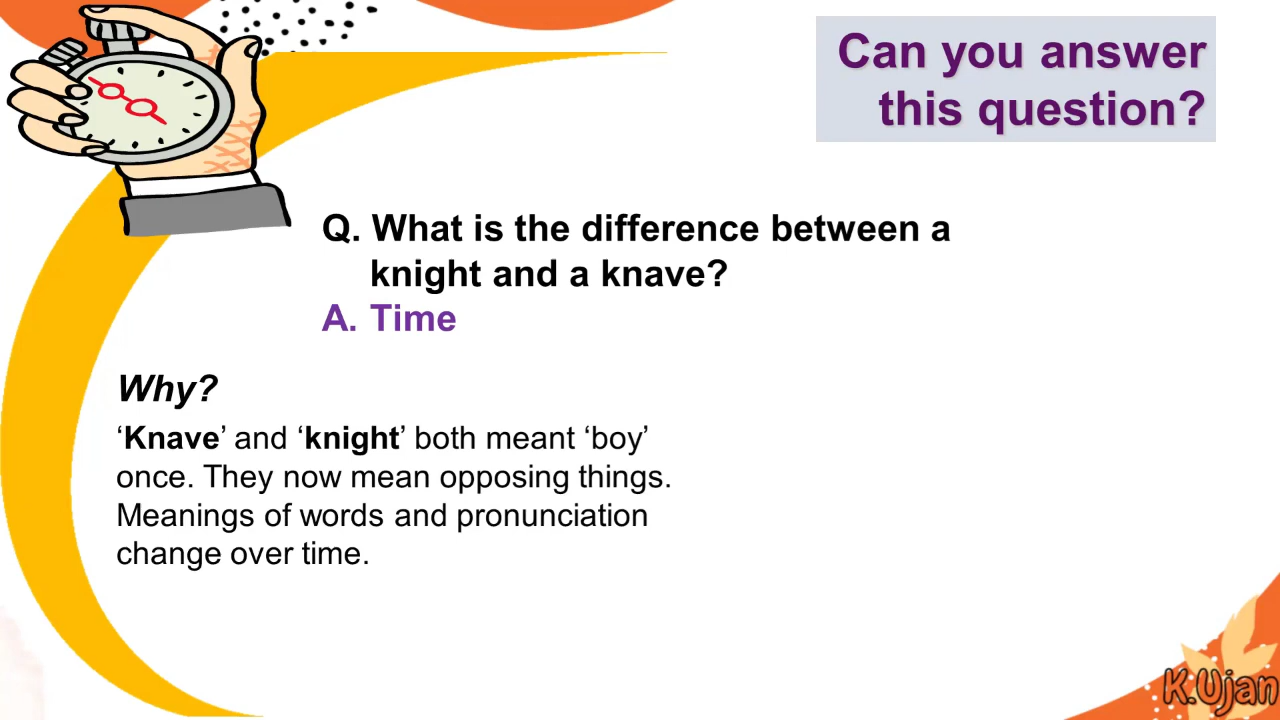 Can you answer
this question?
Q. What is the difference between a
knight and a knave?
A. Time
Why?
‘Knave’ and ‘knight’ both meant ‘boy’
once. They now mean opposing things.
Meanings of words and pronunciation
change over time.
K.Ujan